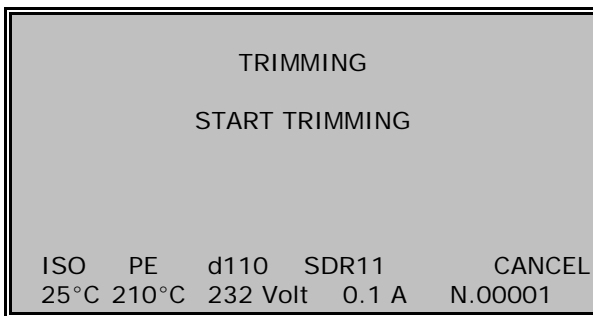 TRIMMING
START TRIMMING
ISO PE d110 SDR11 CANCEL
25°C 210°C 232 Volt 0.1 A N.00001